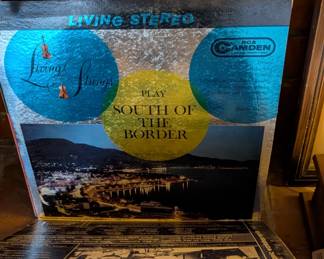 LIVING STEREO
Living Strings
RCA
CAMDEN
PLAY
SOUTH OF
THE
BORDER